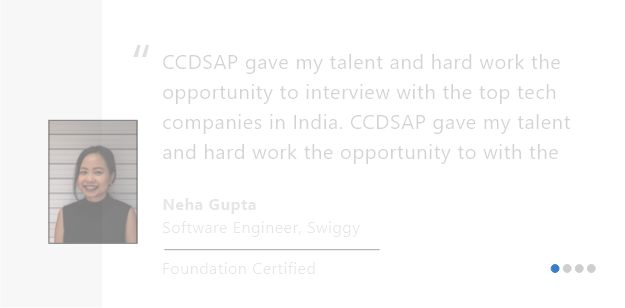 “
CCDSAP gave my talent and hard work the
opportunity to interview with the top tech
companies in India. CCDSAP gave my talent
and hard work the opportunity to with the
Neha Gupta
Software Engineer, Swiggy
Foundation Certified